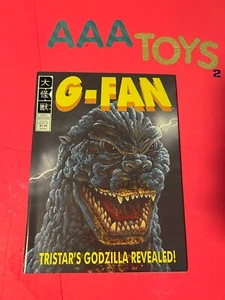 AAA
TOYS
2
大怪獣
G-FAN
TRISTAR'S GODZILLA REVEALED!